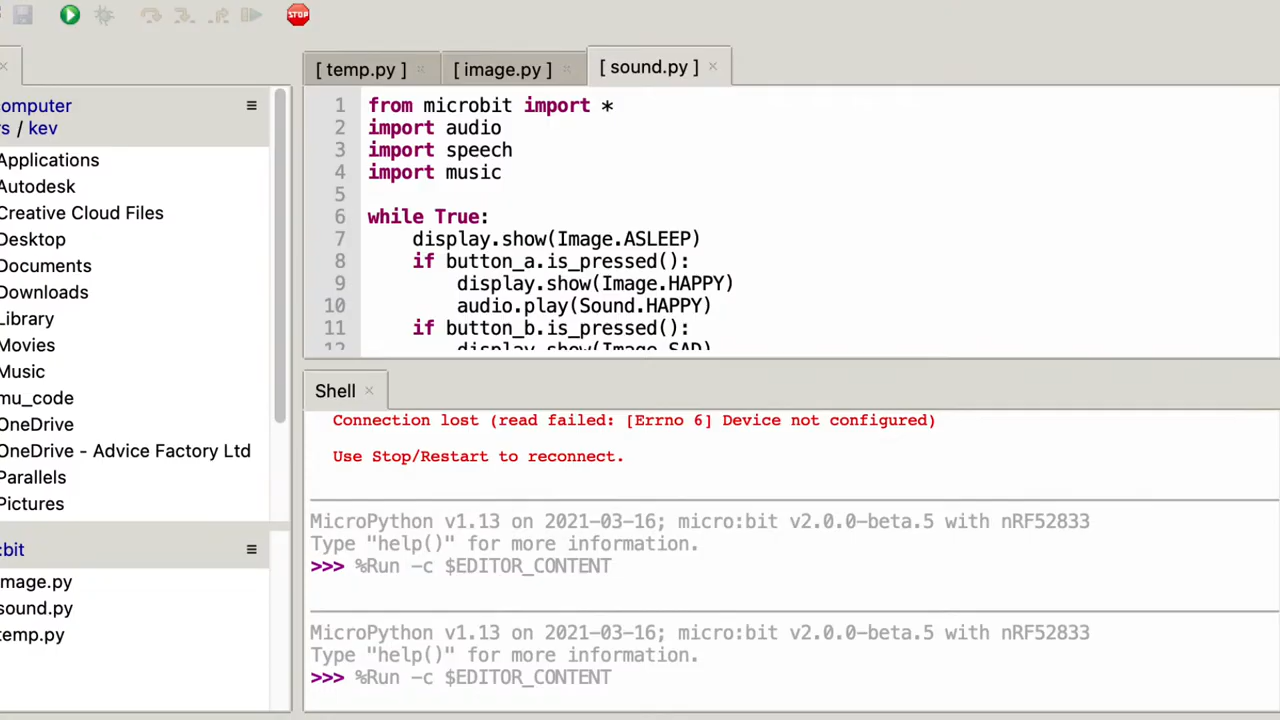 STOP
[ temp.py ]
[ image.py ]
[ sound.py ]
computer
rs / kev
Applications
Autodesk
Creative Cloud Files
Desktop
Documents
Downloads
Library
Movies
Music
mu_code
OneDrive
OneDrive - Advice Factory Ltd
Parallels
Pictures
:bit
mage.py
sound.py
temp.py
1 from microbit import *
2 import audio
3 import speech
4 import music
5
6 while True:
7 display.show(Image.ASLEEP)
8 if button_a.is_pressed():
9 display.show(Image.HAPPY)
10 audio.play(Sound.HAPPY)
11 if button_b.is_pressed():
12 display.show(Image.SAD)
Shell
Connection lost (read failed: [Errno 6] Device not configured)
Use Stop/Restart to reconnect.
MicroPython v1.13 on 2021-03-16; micro:bit v2.0.0-beta.5 with nRF52833
Type "help()" for more information.
>>> %Run -c $EDITOR_CONTENT
MicroPython v1.13 on 2021-03-16; micro:bit v2.0.0-beta.5 with nRF52833
Type "help()" for more information.
>>> %Run -c $EDITOR_CONTENT